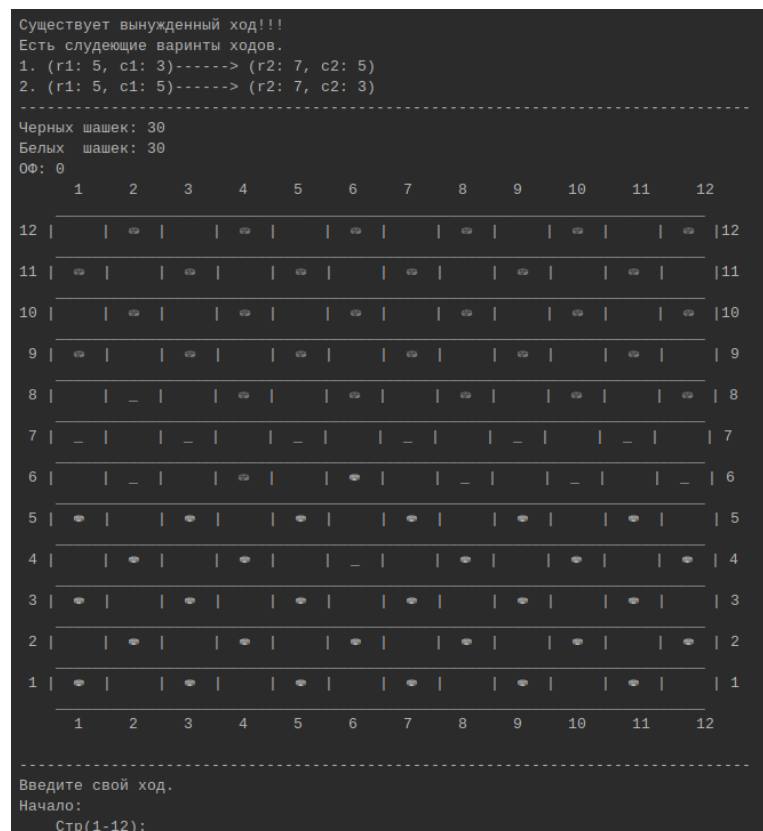 Существует вынужденный ход!!!
Есть слудеющие варинты ходов.
1. (r1: 5, c1: 3)------> (r2: 7, c2: 5)
2. (r1: 5, c1: 5)------> (r2: 7, c2: 3)
Черных шашек: 30
Белых  шашек: 30
ОФ: 0
1 2 3 4 5 6 7 8 9 10 11 12
12 | | ⛂ | | ⛂ | | ⛂ | | ⛂ | | ⛂ | | ⛂ |12
11 | ⛂ | | ⛂ | | ⛂ | | ⛂ | | ⛂ | | ⛂ | |11
10 | | ⛂ | | ⛂ | | ⛂ | | ⛂ | | ⛂ | | ⛂ |10
9 | ⛂ | | ⛂ | | ⛂ | | ⛂ | | ⛂ | | ⛂ | | 9
8 | | _ | | ⛂ | | ⛂ | | ⛂ | | ⛂ | | ⛂ | 8
7 | _ | | _ | | _ | | _ | | _ | | _ | | 7
6 | | _ | | ⛂ | | ⛀ | | _ | | _ | | _ | 6
5 | ⛀ | | ⛀ | | ⛀ | | ⛀ | | ⛀ | | ⛀ | | 5
4 | | ⛀ | | ⛀ | | _ | | ⛀ | | ⛀ | | ⛀ | 4
3 | ⛀ | | ⛀ | | ⛀ | | ⛀ | | ⛀ | | ⛀ | | 3
2 | | ⛀ | | ⛀ | | ⛀ | | ⛀ | | ⛀ | | ⛀ | 2
1 | ⛀ | | ⛀ | | ⛀ | | ⛀ | | ⛀ | | ⛀ | | 1
1 2 3 4 5 6 7 8 9 10 11 12
Введите свой ход.
Начало:
Стр(1-12):